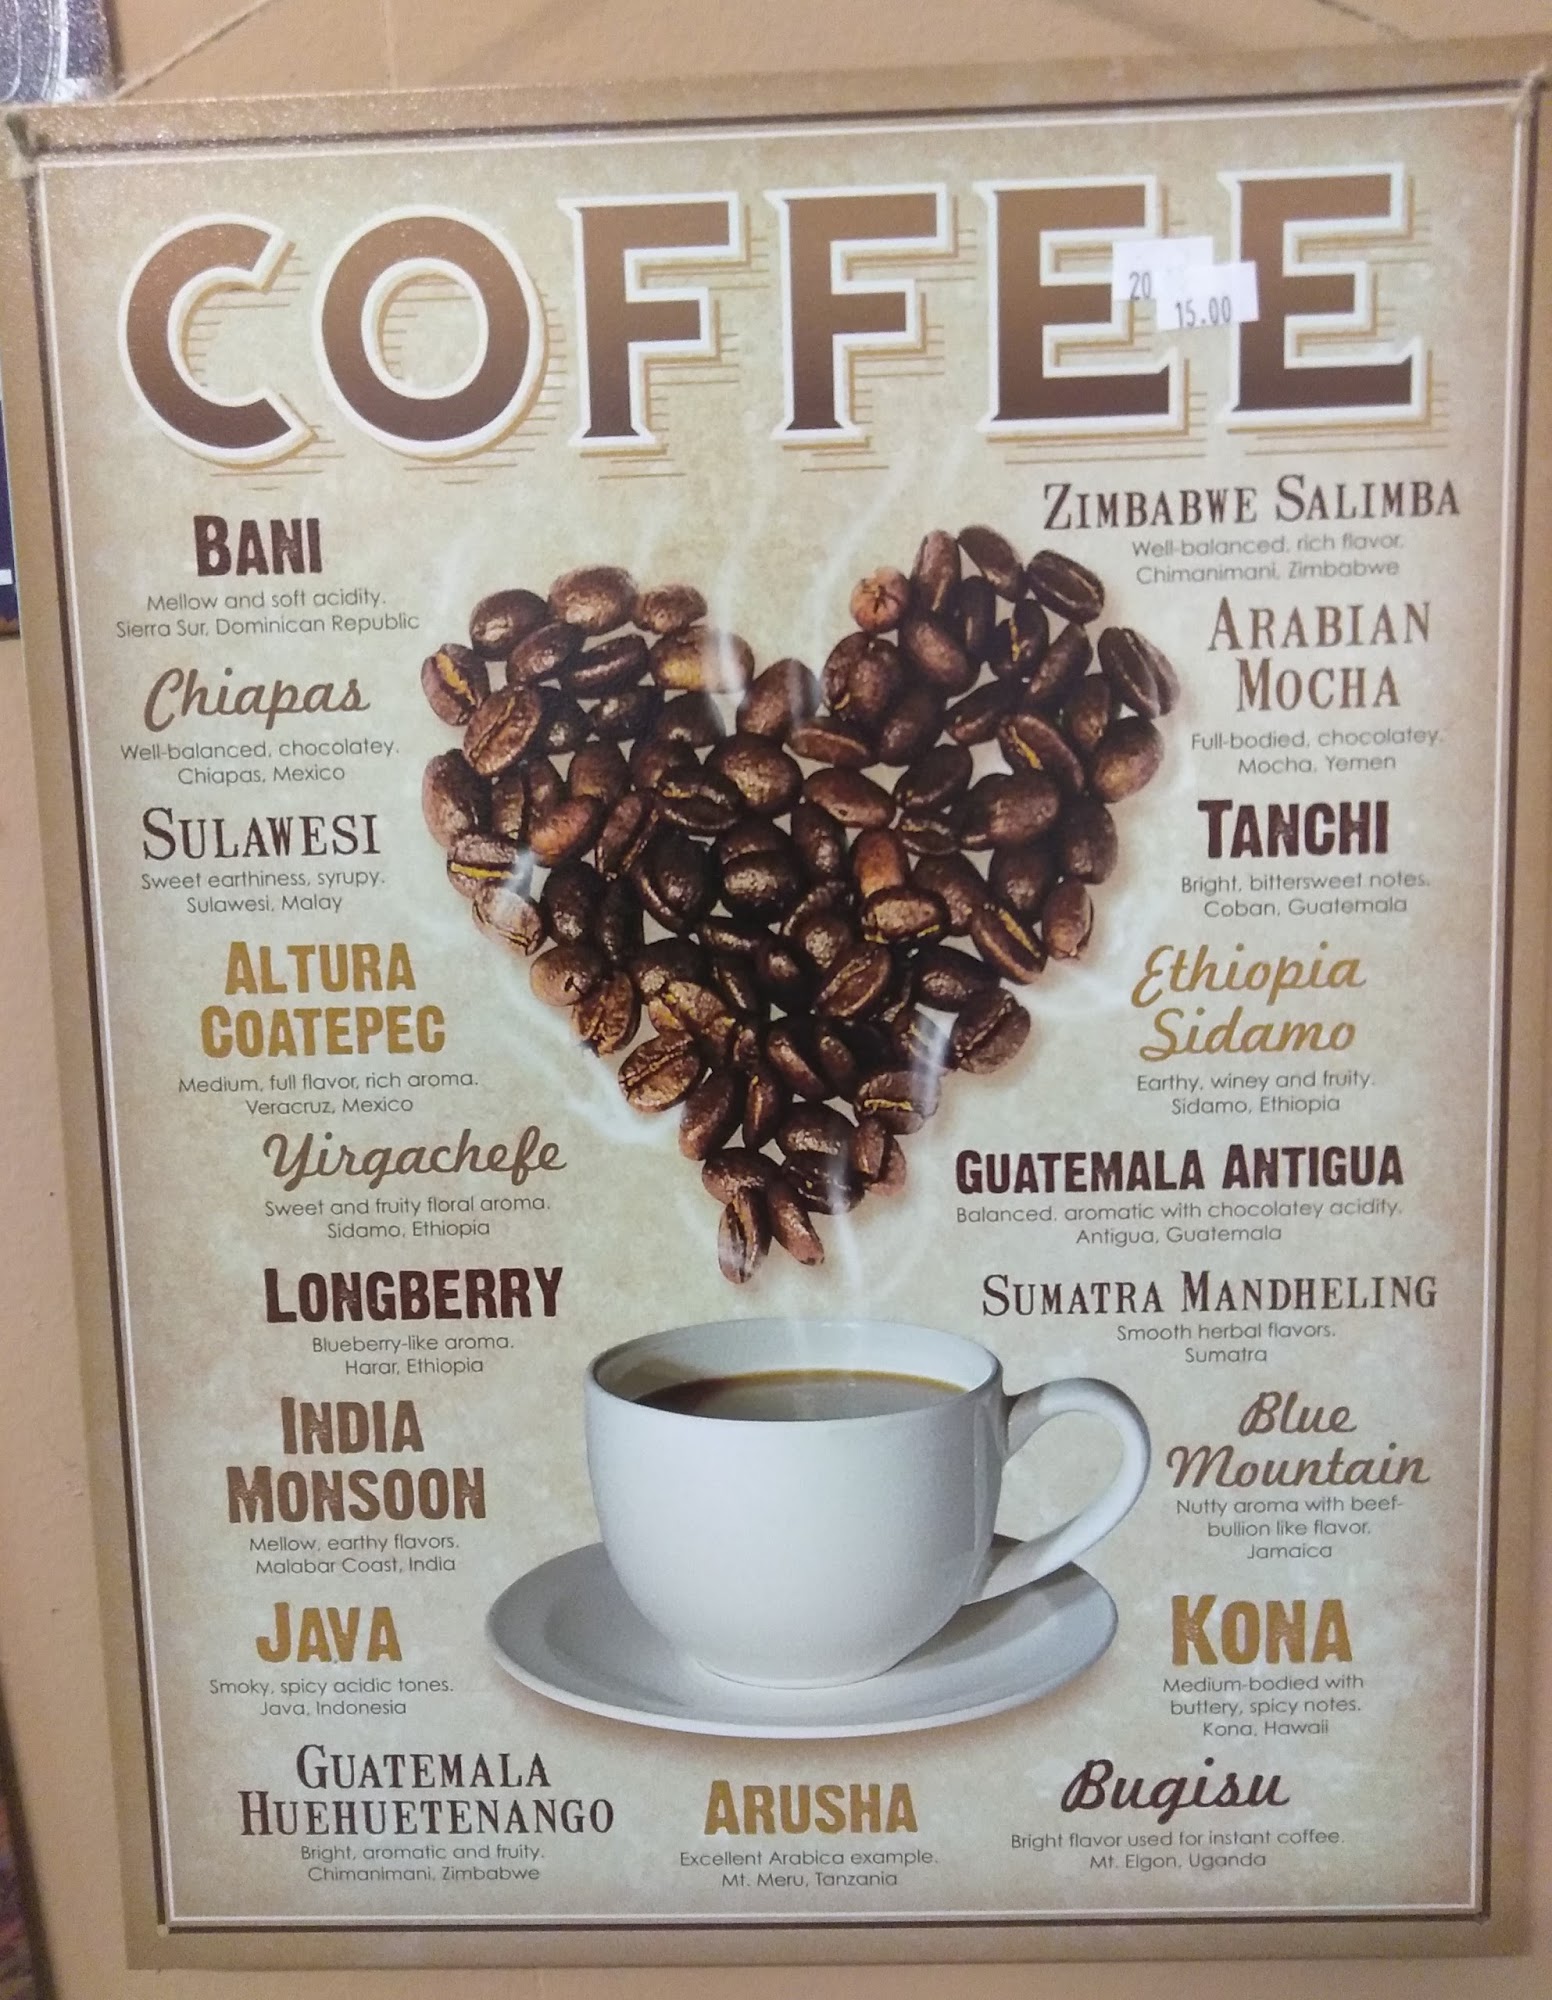 COFFEE
20
15.00
BANI
Mellow and soft acidity.
Sierra Sur, Dominican Republic
Chiapas
Well-balanced, chocolatey.
Chiapas, Mexico
SULAWESI
Sweet earthiness, syrupy.
Sulawesi, Malay
ALTURA
COATEPEC
Medium, full flavor, rich aroma.
Veracruz, Mexico
Yirgachefe
Sweet and fruity floral aroma.
Sidamo, Ethiopia
LONGBERRY
Blueberry-like aroma.
Harar, Ethiopia
INDIA
MONSOON
Mellow, earthy flavors.
Malabar Coast, India
JAVA
Smoky, spicy acidic tones.
Java, Indonesia
GUATEMALA
HUEHUETENANGO
Bright, aromatic and fruity.
Chimanimani, Zimbabwe
ARUSHA
Excellent Arabica example.
Mt. Meru, Tanzania
ZIMBABWE SALIMBA
Well-balanced, rich flavor.
Chimanimani, Zimbabwe
ARABIAN
MOCHA
Full-bodied, chocolatey.
Mocha, Yemen
TANCHI
Bright, bittersweet notes.
Coban, Guatemala
Ethiopia
Sidamo
Earthy, winey and fruity.
Sidamo, Ethiopia
GUATEMALA ANTIGUA
Balanced, aromatic with chocolatey acidity.
Antigua, Guatemala
SUMATRA MANDHELING
Smooth herbal flavors.
Sumatra
Blue
Mountain
Nutty aroma with beef-
bullion like flavor.
Jamaica
KONA
Medium-bodied with
buttery, spicy notes.
Kona, Hawaii
Bugisu
Bright flavor used for instant coffee.
Mt. Elgon, Uganda